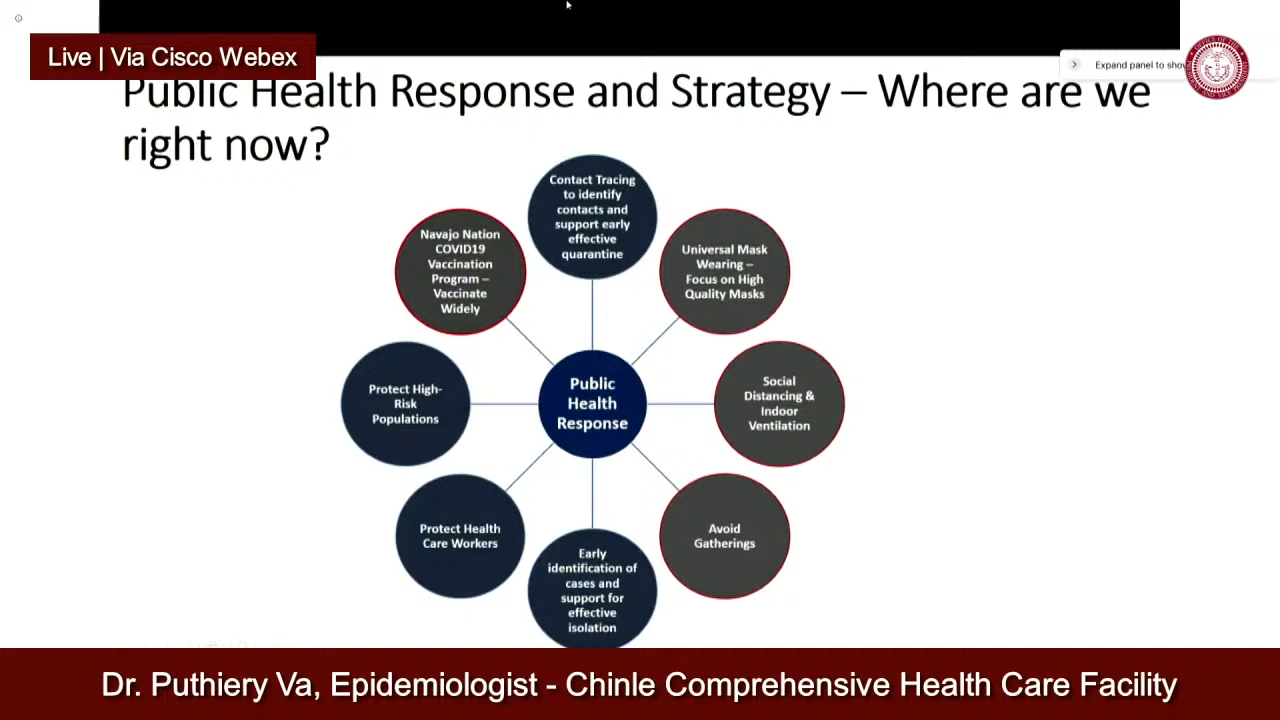 Live | Via Cisco Webex
Expand panel to show
Public Health Response and Strategy – Where are we
right now?
Contact Tracing
to identify
contacts and
support early
effective
quarantine
Universal Mask
Wearing –
Focus on High
Quality Masks
Social
Distancing &
Indoor
Ventilation
Avoid
Gatherings
Early
identification of
cases and
support for
effective
isolation
Protect Health
Care Workers
Protect High-
Risk
Populations
Navajo Nation
COVID19
Vaccination
Program –
Vaccinate
Widely
Public
Health
Response
Dr. Puthiery Va, Epidemiologist - Chinle Comprehensive Health Care Facility